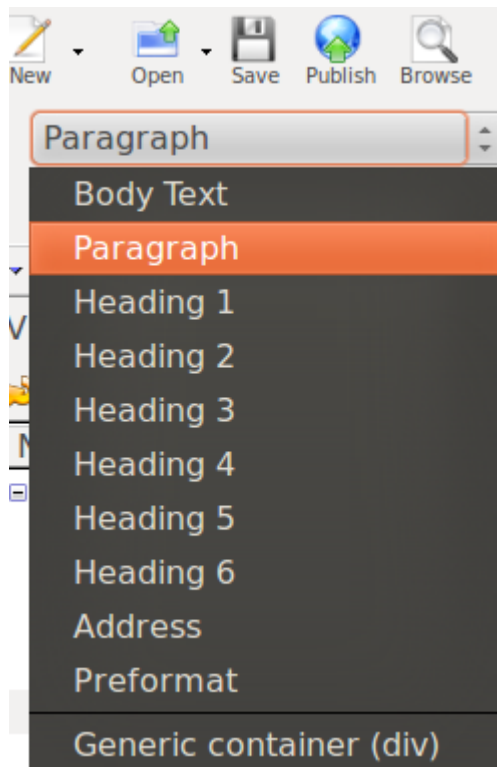 New Open Save Publish Browse
Paragraph
Body Text
Paragraph
Heading 1
Heading 2
Heading 3
Heading 4
Heading 5
Heading 6
Address
Preformat
Generic container (div)